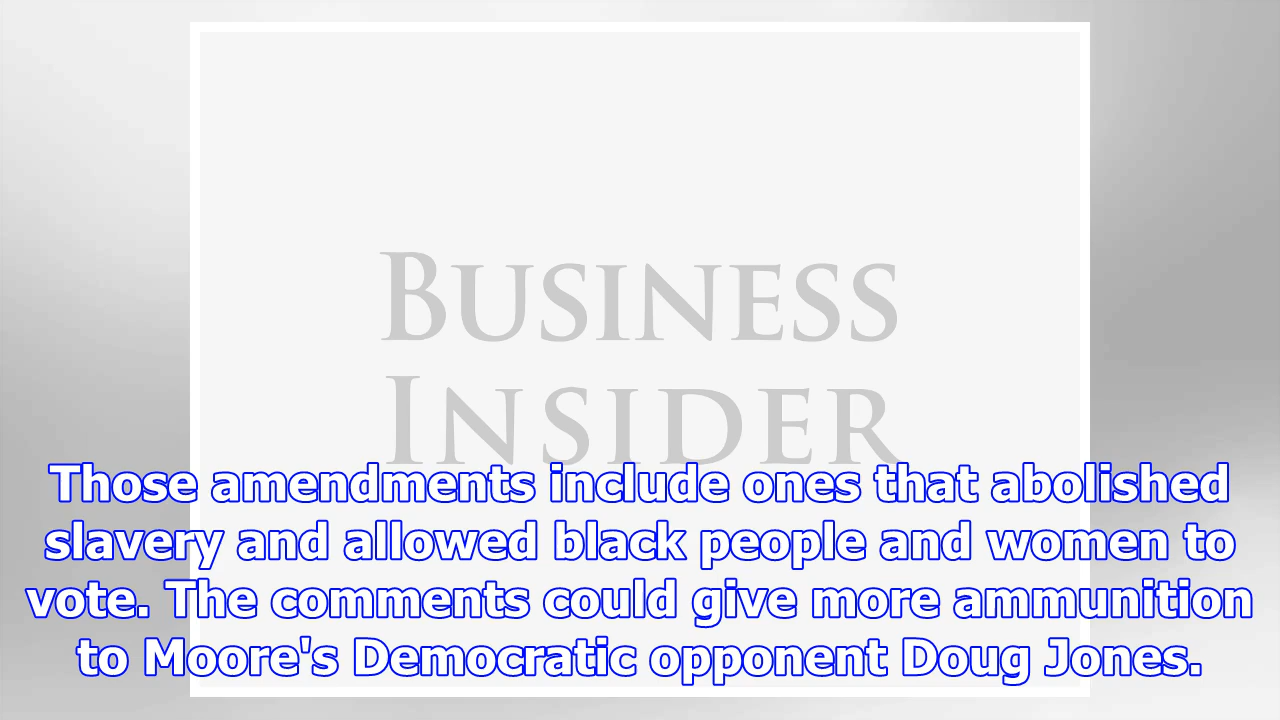 BUSINESS
INSIDER
Those amendments include ones that abolished
slavery and allowed black people and women to
vote. The comments could give more ammunition
to Moore's Democratic opponent Doug Jones.